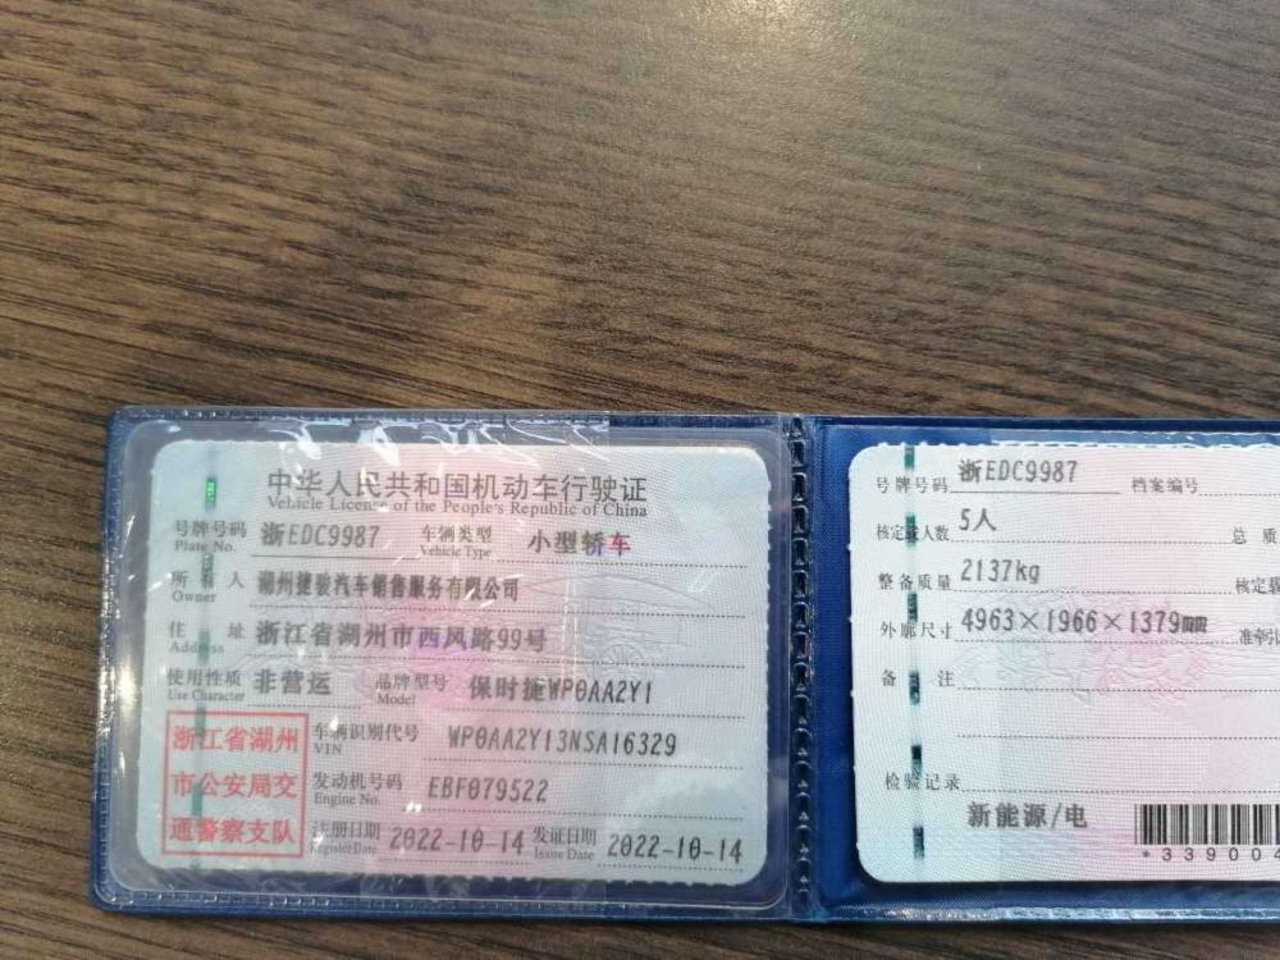 中华人民共和国机动车行驶证
Vehicle License of the People's Republic of China
号牌号码 浙EDC9987 车辆类型 小型轿车
Plate No. Vehicle Type
所有人 湖州捷骏汽车销售服务有限公司
Owner
住址 浙江省湖州市西凤路99号
Address
使用性质 非营运 品牌型号 保时捷WP0AA2Y1
Use Character Model
浙江省湖州
市公安局交
通警察支队
车辆识别代号 WP0AA2Y13NSA16329
VIN
发动机号码 EBF079522
Engine No.
注册日期 2022-10-14 发证日期 2022-10-14
Register Date Issue Date
号牌号码 浙EDC9987 档案编号
核定载人数 5人 总质
整备质量 2137kg 核定载
外廓尺寸 4963×1966×1379mm 准牵引
备注
检验记录
新能源/电
*339004